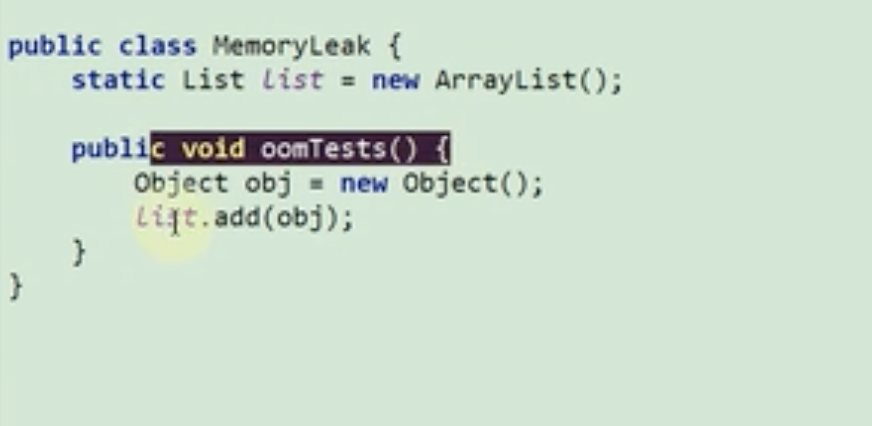 public class MemoryLeak {
static List list = new ArrayList();
public void oomTests() {
Object obj = new Object();
list.add(obj);
}
}